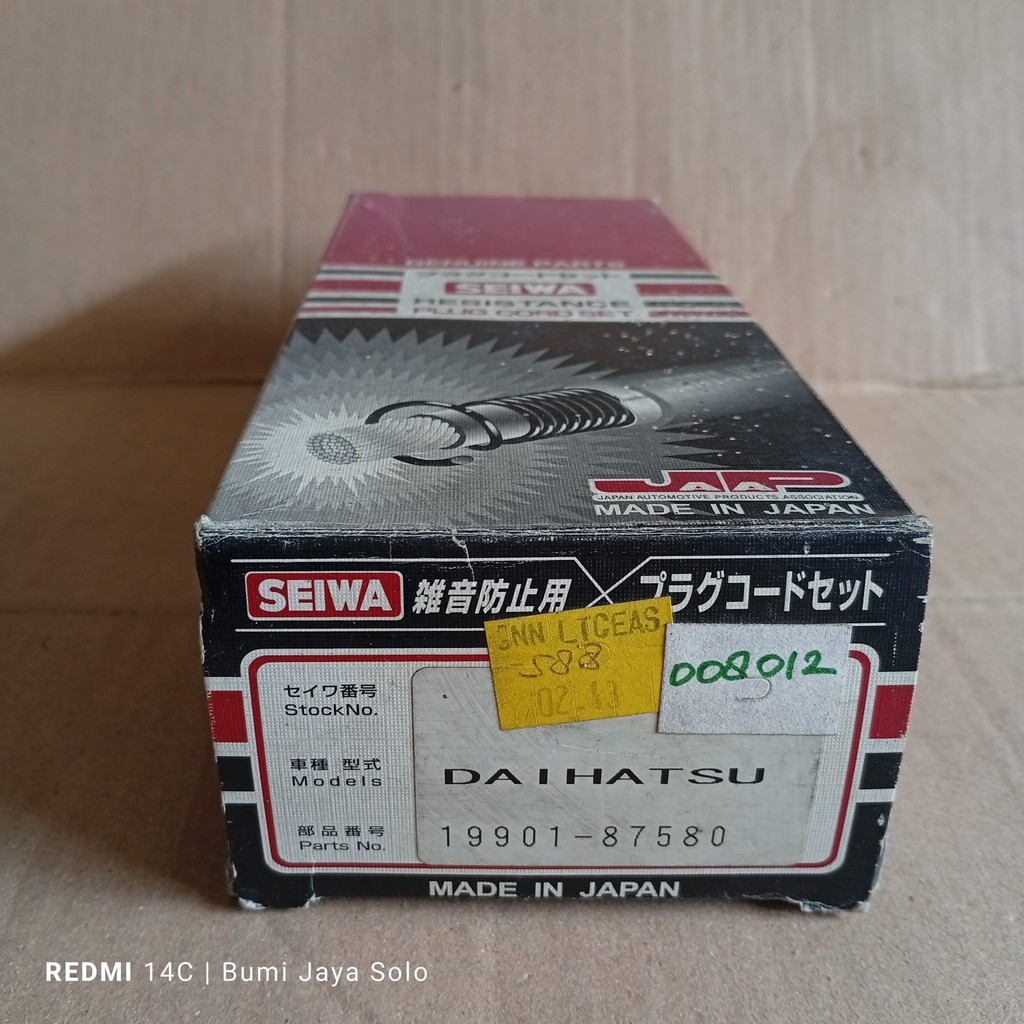 GENUINE PARTS
プラグコードセット
SEIWA
RESISTANCE
PLUG CORD SET
JAPAN AUTOMOTIVE PRODUCTS ASSOCIATION
MADE IN JAPAN
SEIWA 雑音防止用 プラグコードセット
008012
588
02.
セイワ番号
StockNo.
車種 型式
Models
DAIHATSU
部品番号
Parts No.
19901-87580
MADE IN JAPAN
REDMI 14C | Bumi Jaya Solo